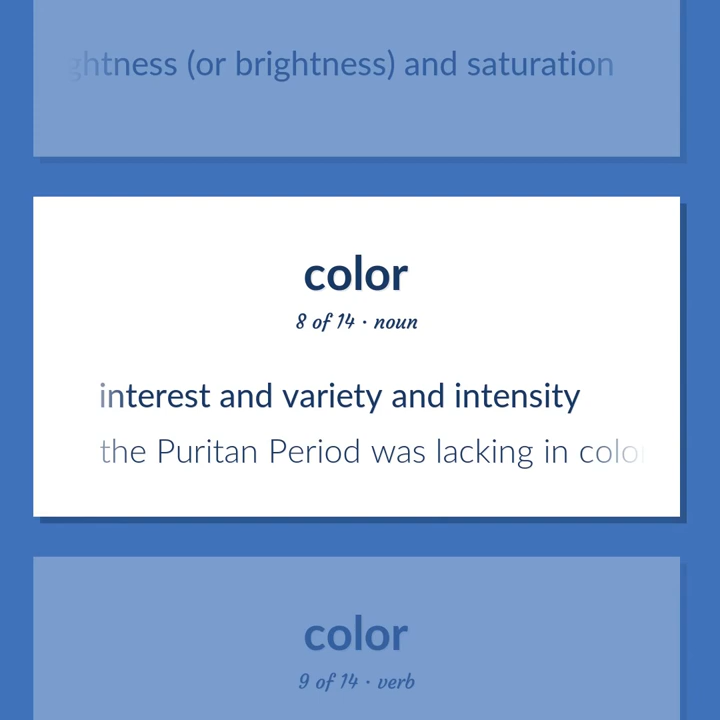 ghtness (or brightness) and saturation
color
8 of 14 · noun
interest and variety and intensity
the Puritan Period was lacking in color
color
9 of 14 · verb